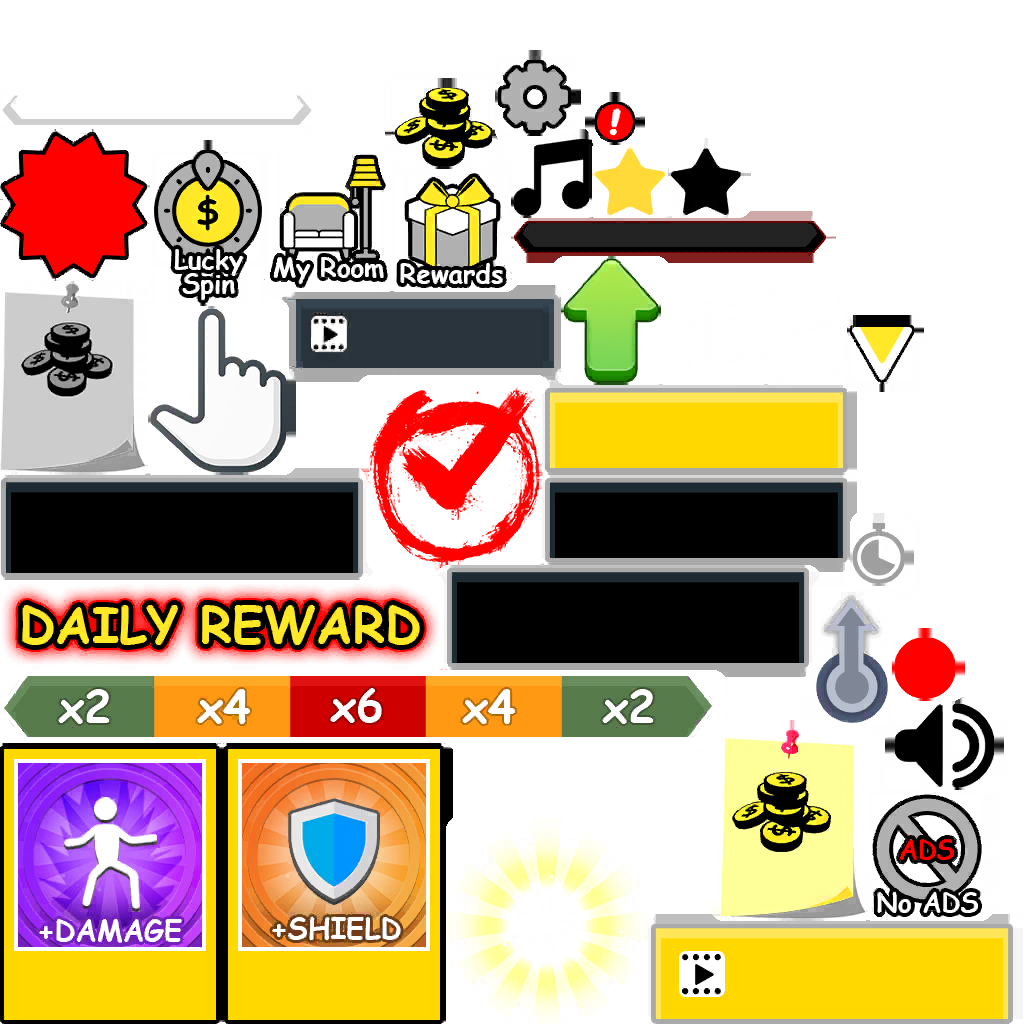 !
$
Lucky
Spin
My Room
Rewards
DAILY REWARD
x2 x4 x6 x4 x2
+DAMAGE
+SHIELD
ADS
No ADS